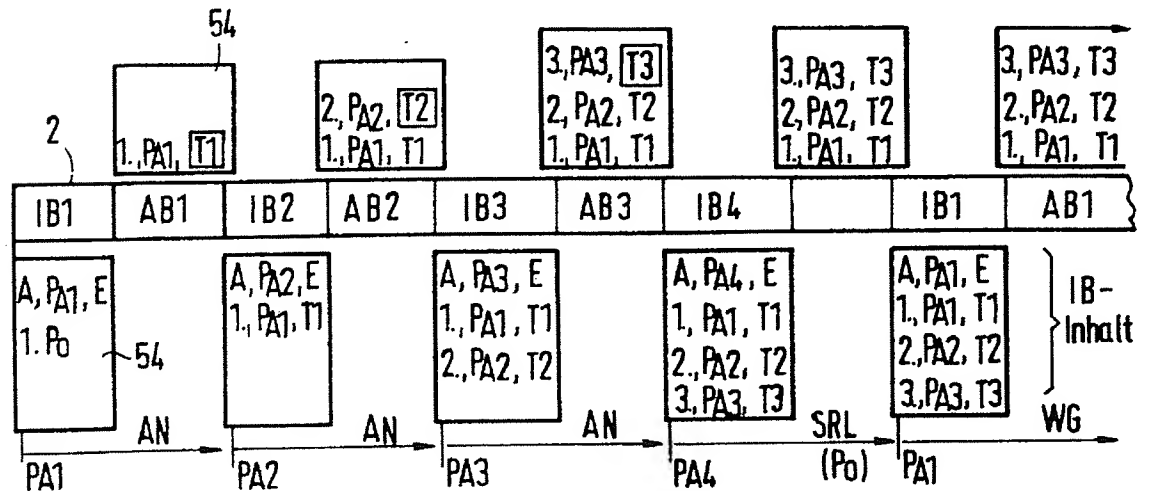 54
2
1., PA1, T1
2., PA2, T2
1., PA1, T1
3., PA3, T3
2, PA2, T2
1., PA1, T1
3., PA3, T3
2, PA2, T2
1., PA1, T1
3., PA3, T3
2., PA2, T2
1., PA1, T1
IB1 AB1 IB2 AB2 IB3 AB3 IB4 IB1 AB1
A, PA1, E
1. P0
54
A, PA2, E
1., PA1, T1
A, PA3, E
1., PA1, T1
2., PA2, T2
A, PA4, E
1., PA1, T1
2., PA2, T2
3., PA3, T3
A, PA1, E
1., PA1, T1
2., PA2, T2
3., PA3, T3
IB-
Inhalt
AN AN AN SRL WG
(P0)
PA1 PA2 PA3 PA4 PA1